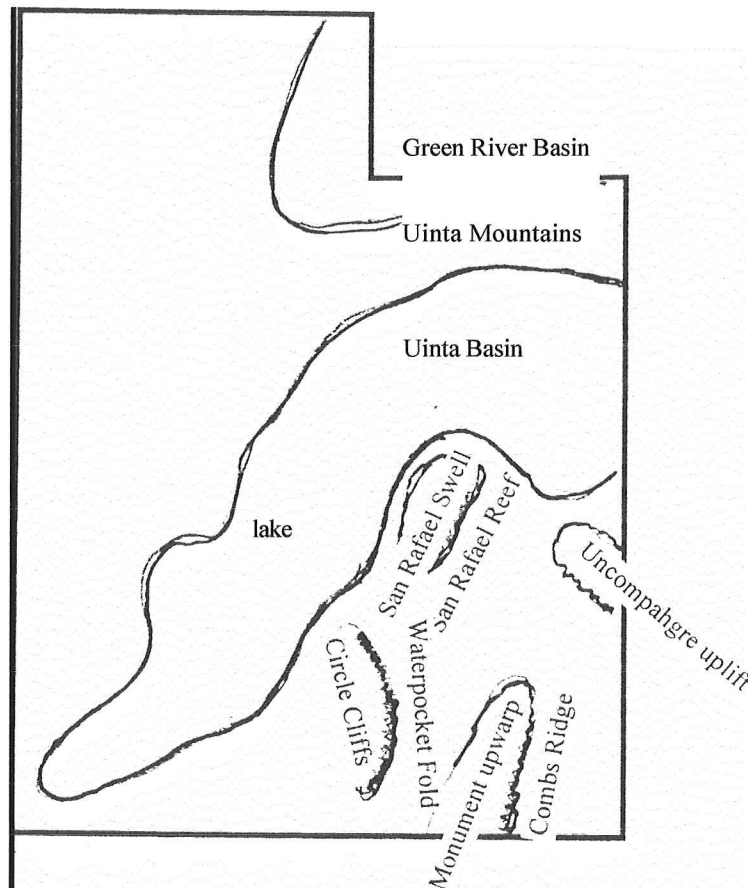 Green River Basin
Uinta Mountains
Uinta Basin
lake
San Rafael Swell
San Rafael Reef
Uncompahgre uplift
Circle Cliffs
Waterpocket Fold
Monument upwarp
Combs Ridge